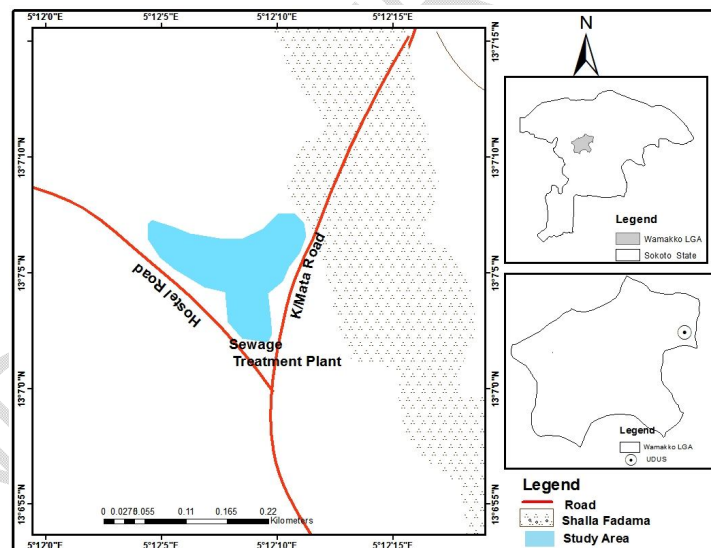 5°12'0"E 5°12'5"E 5°12'10"E 5°12'15"E
N
13°7'15"N 13°7'15"N
13°7'10"N 13°7'10"N
13°7'5"N 13°7'5"N
13°7'0"N 13°7'0"N
13°6'55"N 13°6'55"N
Hostel Road
K/Mata Road
Sewage
Treatment Plant
0 0.0275 0.055 0.11 0.165 0.22
Kilometers
5°12'0"E 5°12'5"E 5°12'10"E 5°12'15"E
Legend
Wamakko LGA
Sokoto State
Legend
Wamakko LGA
UDUS
Legend
Road
Shalla Fadama
Study Area